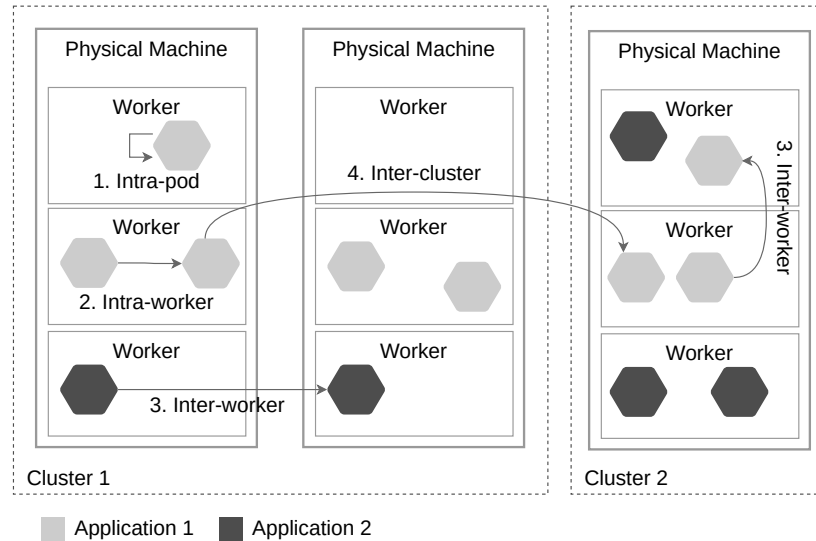 Physical Machine
Worker
1. Intra-pod
Worker
2. Intra-worker
Worker
3. Inter-worker
Physical Machine
Worker
4. Inter-cluster
Worker
Worker
Cluster 1
Physical Machine
Worker
3. Inter-worker
Worker
Worker
Cluster 2
Application 1
Application 2